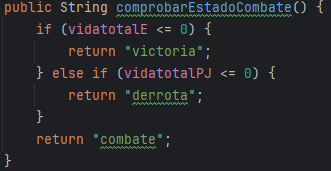 public String comprobarEstadoCombate() {
if (vidatotalE <= 0) {
return "victoria";
} else if (vidatotalPJ <= 0) {
return "derrota";
}
return "combate";
}